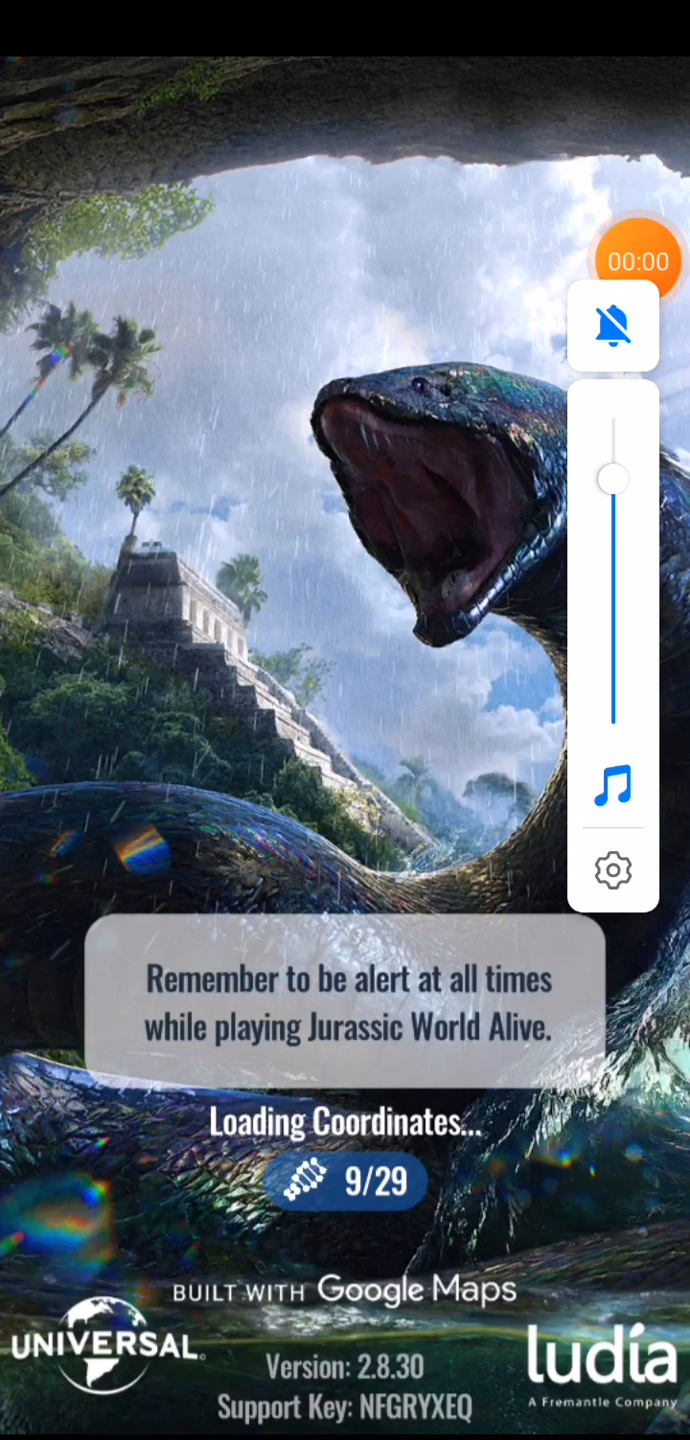 00:00
Remember to be alert at all times
while playing Jurassic World Alive.
Loading Coordinates...
9/29
BUILT WITH Google Maps
UNIVERSAL
ludia
A Fremantle Company
Version: 2.8.30
Support Key: NFGRYXEQ